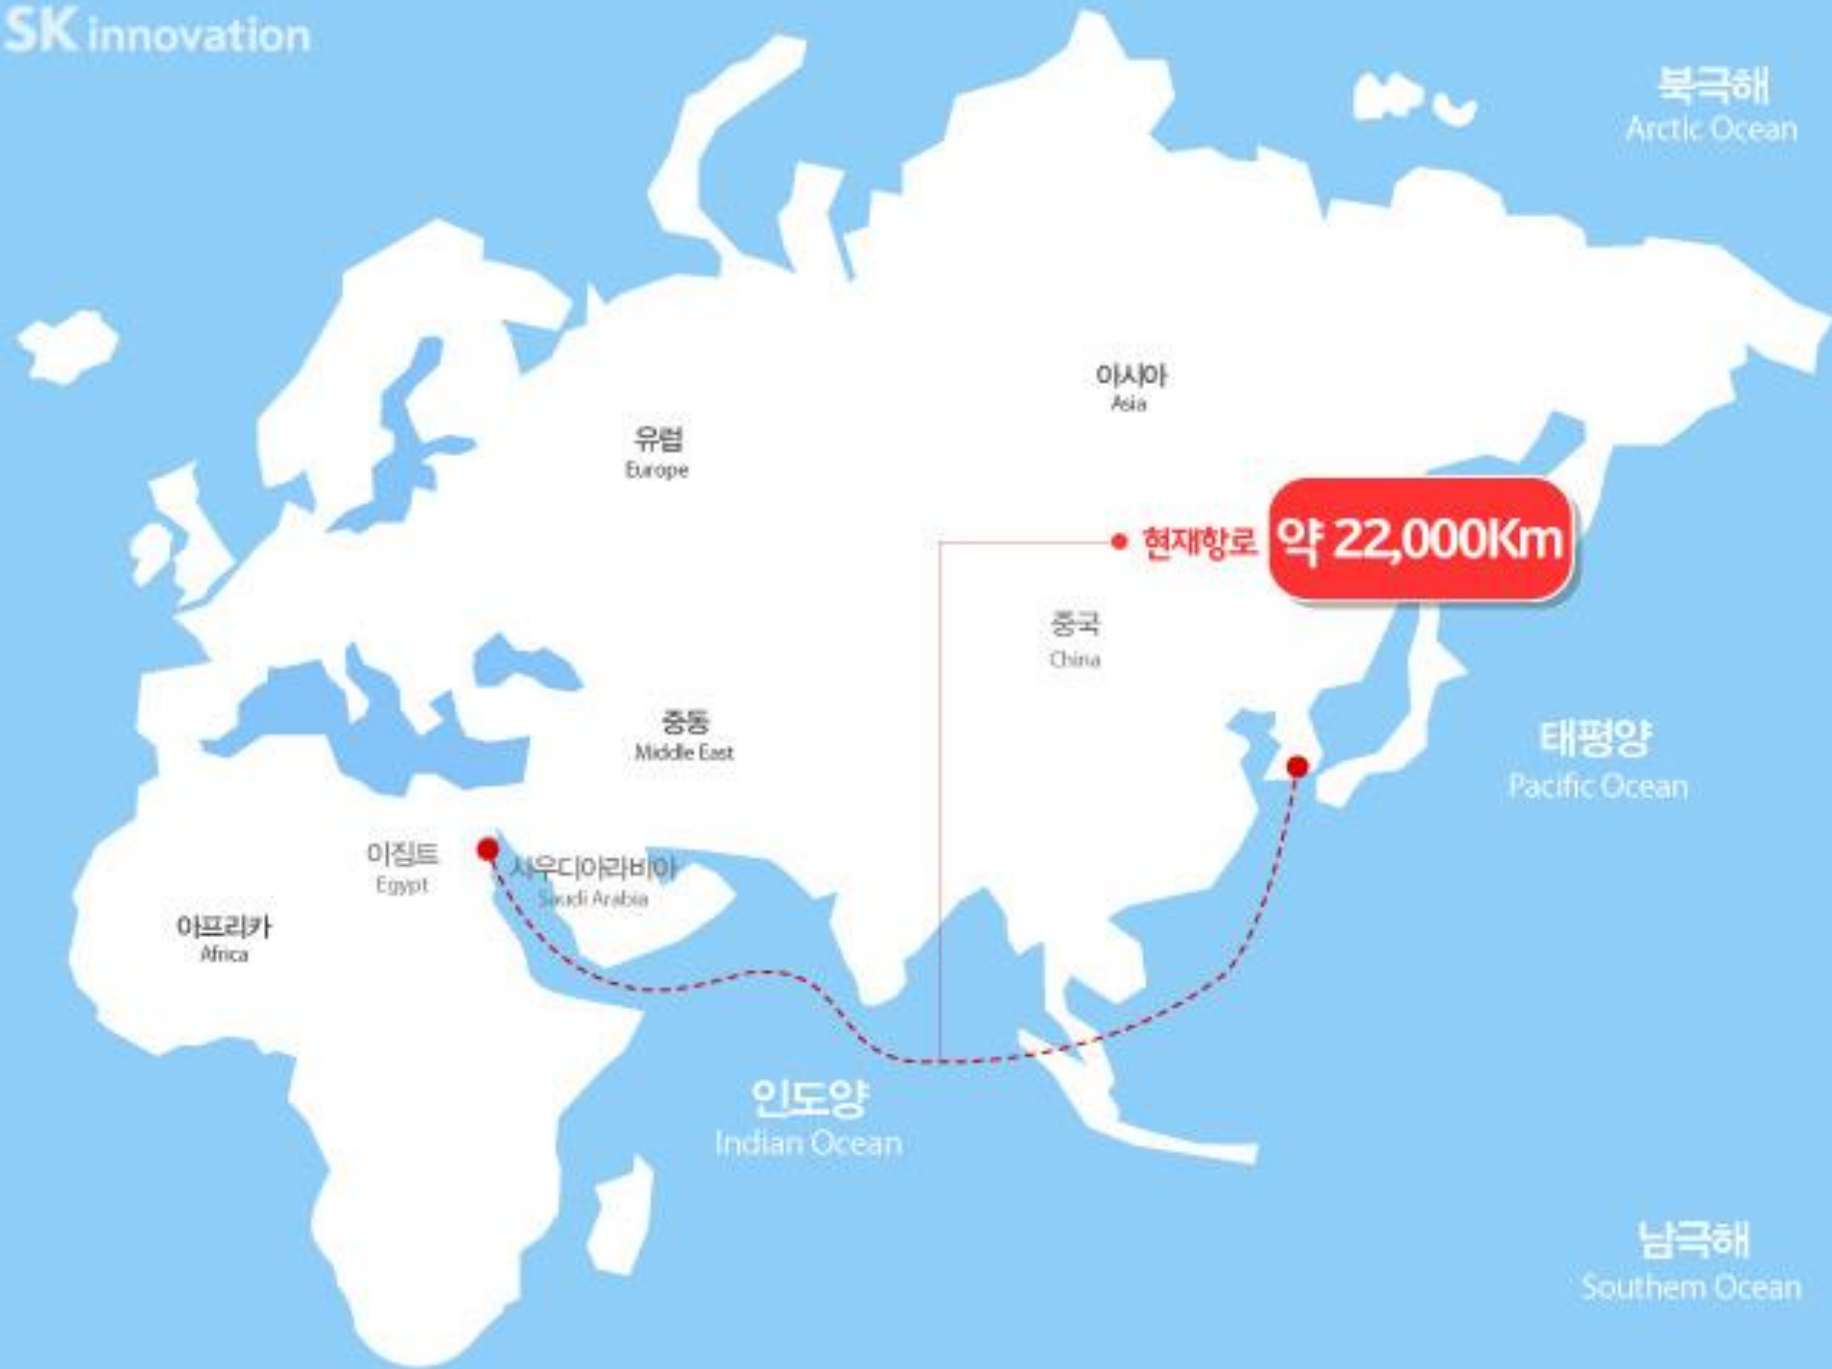 SK innovation
북극해
Arctic Ocean
아시아
Asia
유럽
Europe
현재항로 약 22,000Km
중국
China
중동
Middle East
태평양
Pacific Ocean
이집트
Egypt
사우디아라비아
Saudi Arabia
아프리카
Africa
인도양
Indian Ocean
남극해
Southern Ocean